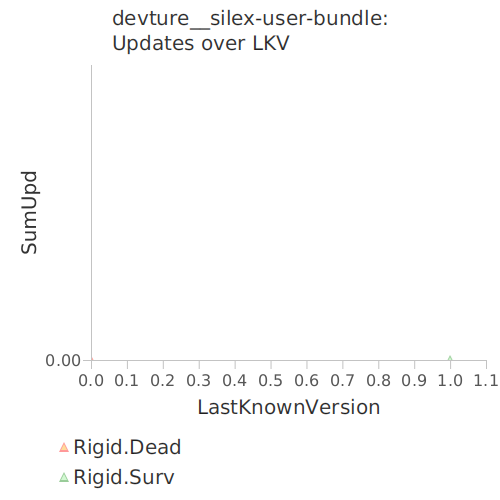 devture__silex-user-bundle:
Updates over LKV
SumUpd
0.00
0.0 0.1 0.2 0.3 0.4 0.5 0.6 0.7 0.8 0.9 1.0 1.1
LastKnownVersion
Rigid.Dead
Rigid.Surv